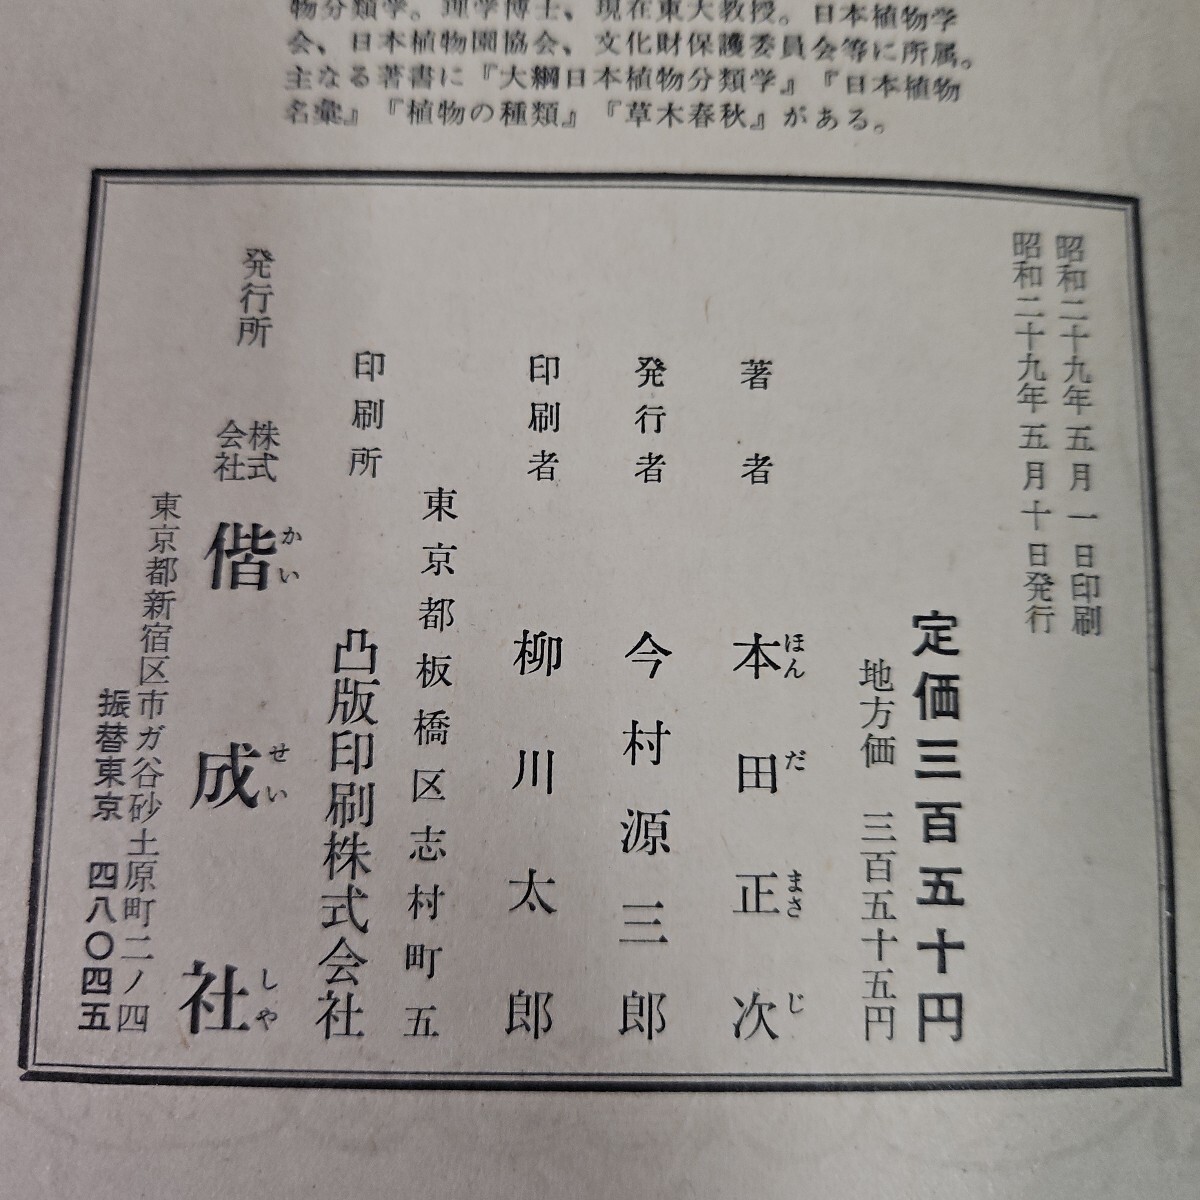 物分類学。理学博士、現在東大教授。日本植物学
会、日本植物園協会、文化財保護委員会等に所属。
主なる著書に『大綱日本植物分類学』『日本植物
名彙』『植物の種類』『草木春秋』がある。
昭和二十九年五月一日印刷
昭和二十九年五月十日発行
定価三百五十円
地方価 三百五十五円
著者 本田正次
ほんだまさじ
発行者 今村源三郎
印刷者 柳川太郎
東京都板橋区志村町五
印刷所 凸版印刷株式会社
発行所 株式会社 偕成社
かいせいしや
東京都新宿区市ガ谷砂土原町二ノ四
振替東京 四八〇四五